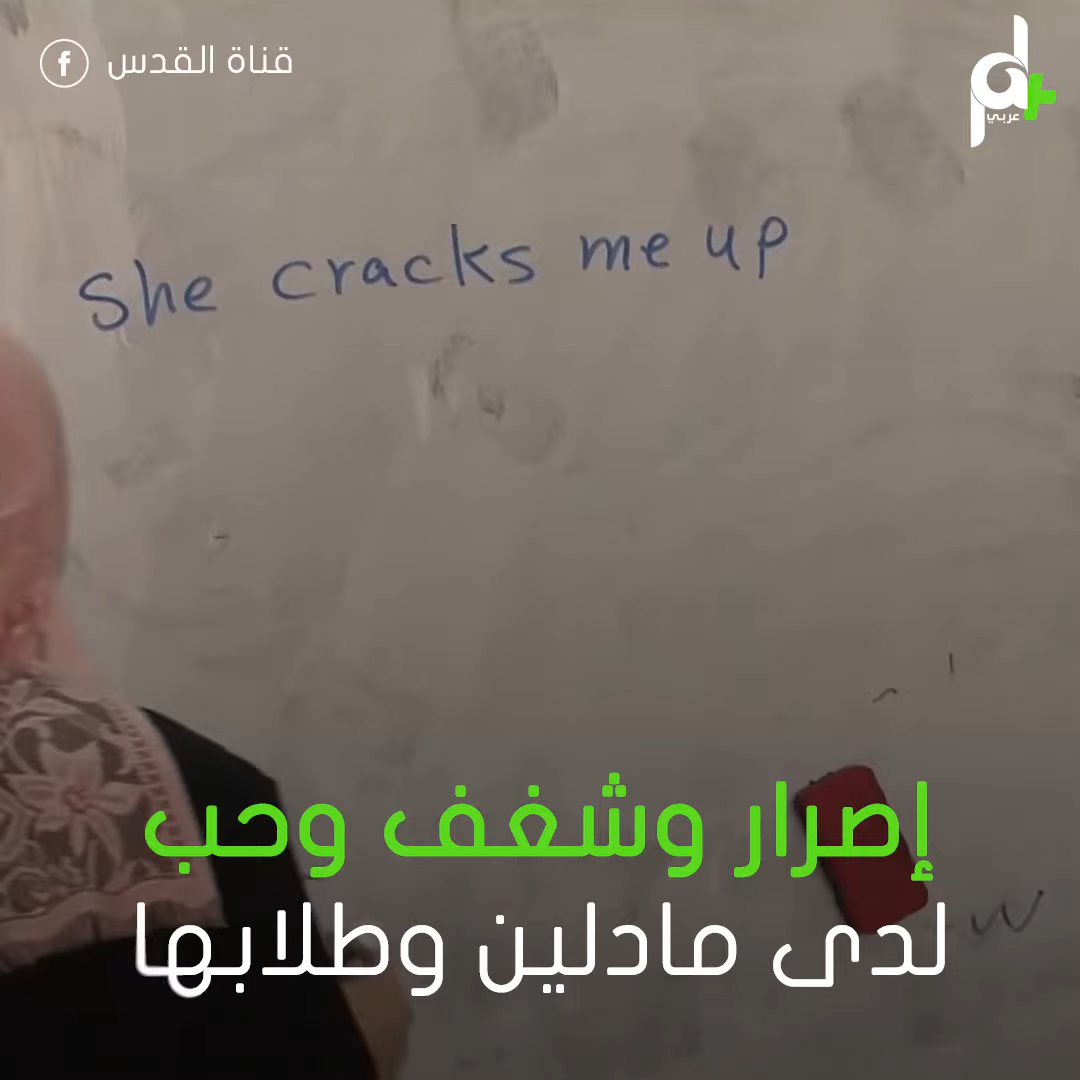 قناة القدس
عربي
She cracks me up
إصرار وشغف وحب
لدى مادلين وطلابها
w